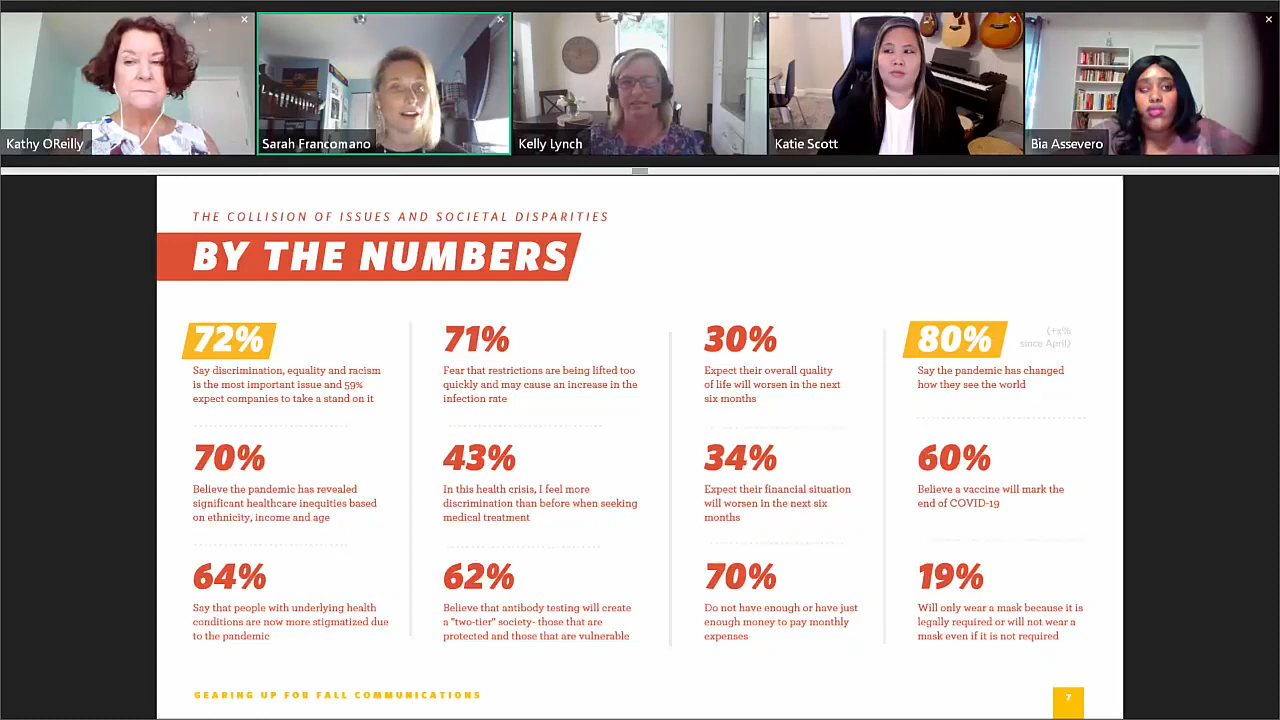 Kathy OReilly
Sarah Francomano
Kelly Lynch
Katie Scott
Bia Assevero
THE COLLISION OF ISSUES AND SOCIETAL DISPARITIES
BY THE NUMBERS
72%
Say discrimination, equality and racism
is the most important issue and 59%
expect companies to take a stand on it
70%
Believe the pandemic has revealed
significant healthcare inequities based
on ethnicity, income and age
64%
Say that people with underlying health
conditions are now more stigmatized due
to the pandemic
71%
Fear that restrictions are being lifted too
quickly and may cause an increase in the
infection rate
43%
In this health crisis, I feel more
discrimination than before when seeking
medical treatment
62%
Believe that antibody testing will create
a "two-tier" society- those that are
protected and those that are vulnerable
30%
Expect their overall quality
of life will worsen in the next
six months
34%
Expect their financial situation
will worsen in the next six
months
70%
Do not have enough or have just
enough money to pay monthly
expenses
80%
(+x%
since April)
Say the pandemic has changed
how they see the world
60%
Believe a vaccine will mark the
end of COVID-19
19%
Will only wear a mask because it is
legally required or will not wear a
mask even if it is not required
GEARING UP FOR FALL COMMUNICATIONS
7